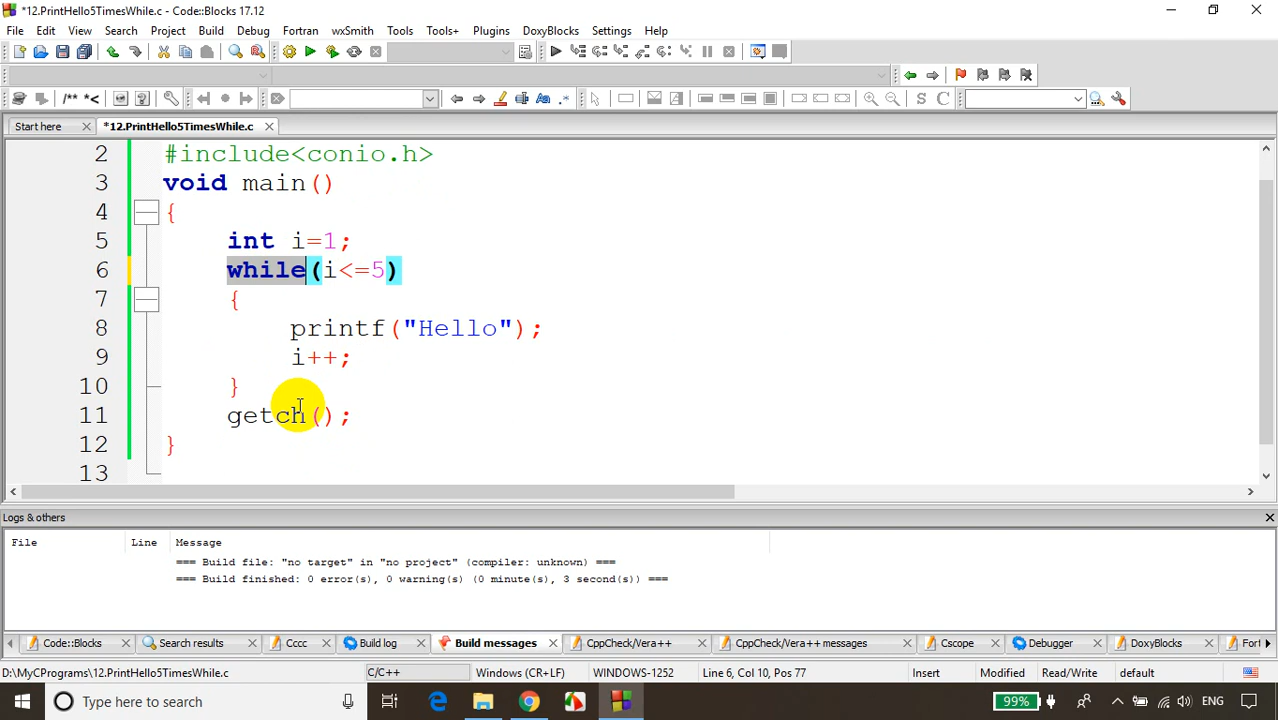 *12.PrintHello5TimesWhile.c - Code::Blocks 17.12
File Edit View Search Project Build Debug Fortran wxSmith Tools Tools+ Plugins DoxyBlocks Settings Help
/** *<
S C
Start here *12.PrintHello5TimesWhile.c
2 #include<conio.h>
3 void main()
4 {
5 int i=1;
6 while(i<=5)
7 {
8 printf("Hello");
9 i++;
10 }
11 getch();
12 }
13
Logs & others
File Line Message
=== Build file: "no target" in "no project" (compiler: unknown) ===
=== Build finished: 0 error(s), 0 warning(s) (0 minute(s), 3 second(s)) ===
Code::Blocks Search results Cccc Build log Build messages CppCheck/Vera++ CppCheck/Vera++ messages Cscope Debugger DoxyBlocks Fort
D:\MyCPrograms\12.PrintHello5TimesWhile.c C/C++ Windows (CR+LF) WINDOWS-1252 Line 6, Col 10, Pos 77 Insert Modified Read/Write default
Type here to search 99% ENG